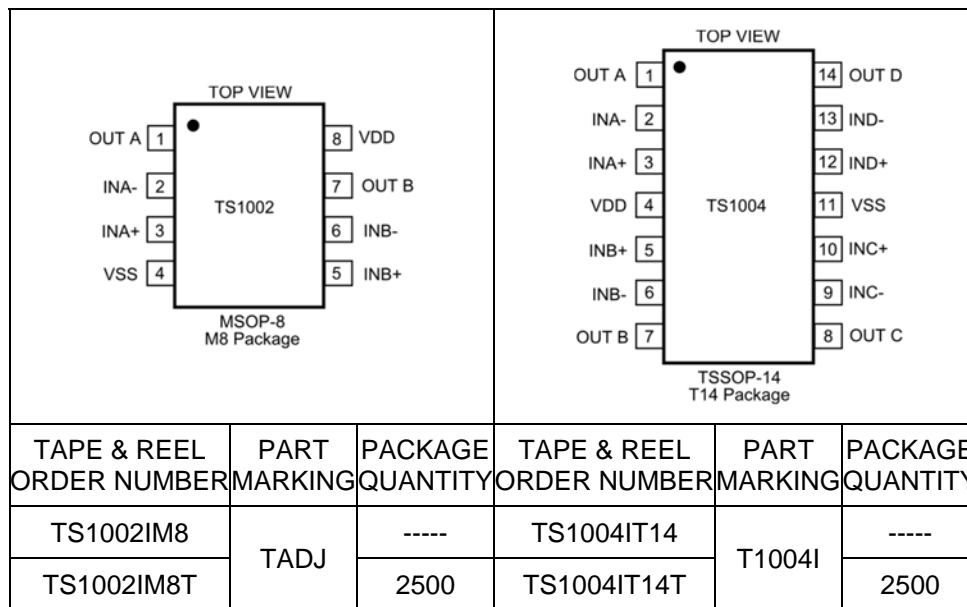 TOP VIEW
OUT A 1
INA- 2
INA+ 3
VSS 4
TS1002
8 VDD
7 OUT B
6 INB-
5 INB+
MSOP-8
M8 Package
TOP VIEW
OUT A 1
INA- 2
INA+ 3
VDD 4
INB+ 5
INB- 6
OUT B 7
TS1004
14 OUT D
13 IND-
12 IND+
11 VSS
10 INC+
9 INC-
8 OUT C
TSSOP-14
T14 Package
TAPE & REEL
ORDER NUMBER
PART
MARKING
PACKAGE
QUANTITY
TAPE & REEL
ORDER NUMBER
PART
MARKING
PACKAGE
QUANTITY
TS1002IM8
TADJ
-----
TS1004IT14
T1004I
-----
TS1002IM8T
2500
TS1004IT14T
2500